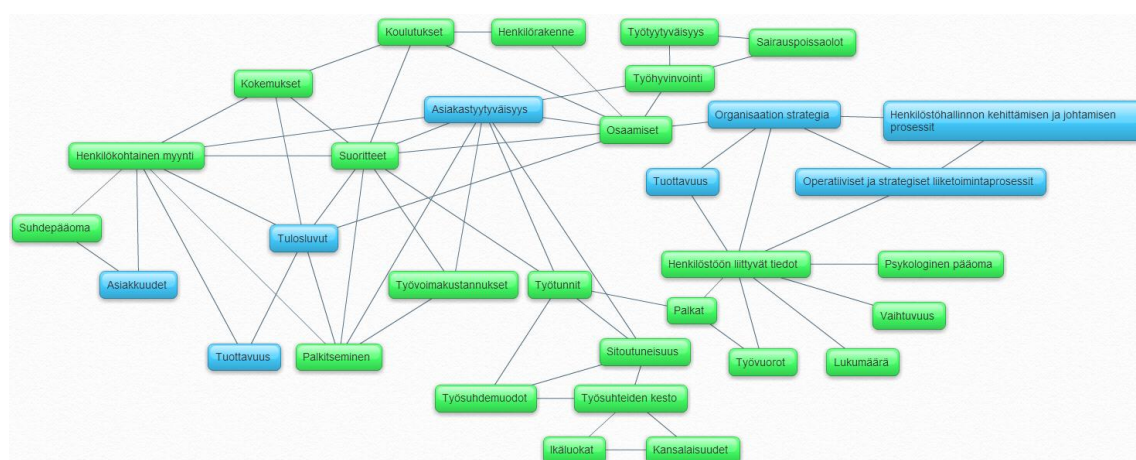 Koulutukset
Henkilörakenne
Työtyytyväisyys
Sairauspoissaolot
Työhyvinvointi
Kokemukset
Asiakastyytyväisyys
Osaamiset
Organisaation strategia
Henkilöstöhallinnon kehittämisen ja johtamisen
prosessit
Henkilökohtainen myynti
Suoritteet
Tuottavuus
Operatiiviset ja strategiset liiketoimintaprosessit
Suhdepääoma
Tulosluvut
Asiakkuudet
Työvoimakustannukset
Työtunnit
Henkilöstöön liittyvät tiedot
Psykologinen pääoma
Palkat
Vaihtuvuus
Tuottavuus
Palkitseminen
Sitoutuneisuus
Työvuorot
Lukumäärä
Työsuhdemuodot
Työsuhteiden kesto
Ikäluokat
Kansalaisuudet